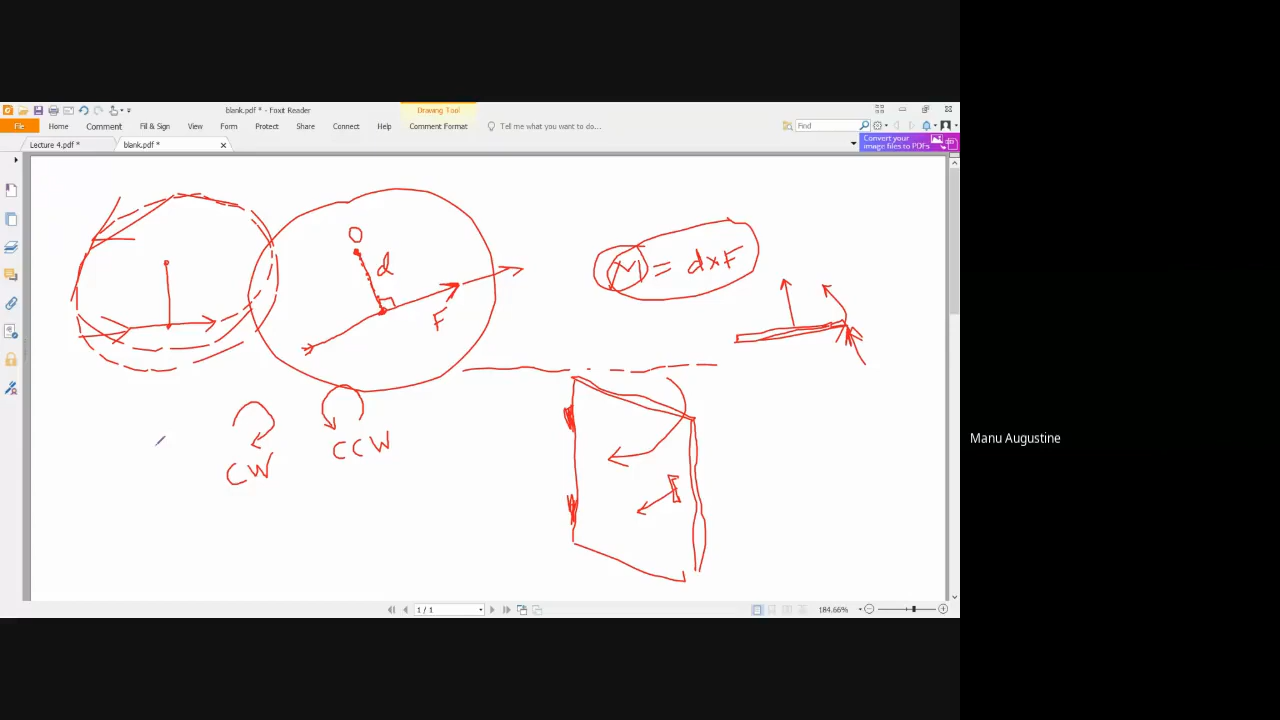 blank.pdf * - Foxit Reader
Drawing Tool
File Home Comment Fill & Sign View Form Protect Share Connect Help Comment Format Tell me what you want to do... Find
Lecture 4.pdf * blank.pdf *
Convert your
image files to PDFs
O
d
F
M = d x F
CW
CCW
Manu Augustine
1 / 1
184.66%